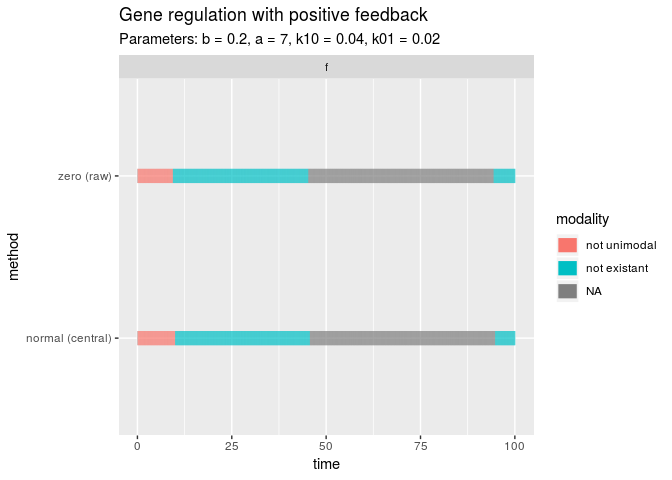 Gene regulation with positive feedback
Parameters: b = 0.2, a = 7, k10 = 0.04, k01 = 0.02
f
zero (raw)
normal (central)
method
0 25 50 75 100
time
modality
not unimodal
not existant
NA